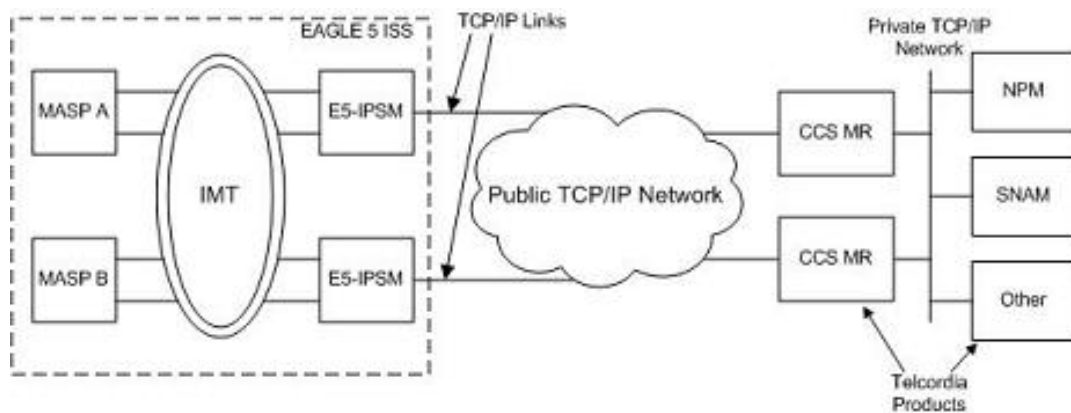 EAGLE 5 ISS
TCP/IP Links
Private TCP/IP
Network
MASP A
E5-IPSM
CCS MR
NPM
IMT
Public TCP/IP Network
SNAM
MASP B
E5-IPSM
CCS MR
Other
Telcordia
Products